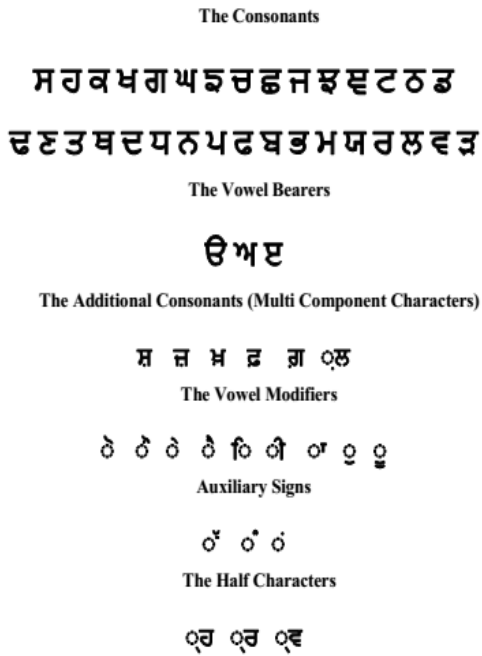 The Consonants
ਸ ਹ ਕ ਖ ਗ ਘ ਙ ਚ ਛ ਜ ਝ ਞ ਟ ਠ ਡ
ਢ ਣ ਤ ਥ ਦ ਧ ਨ ਪ ਫ ਬ ਭ ਮ ਯ ਰ ਲ ਵ ੜ
The Vowel Bearers
ੳ ਅ ੲ
The Additional Consonants (Multi Component Characters)
ਸ਼ ਜ਼ ਖ਼ ਫ਼ ਗ਼ ◌਼ਲ
The Vowel Modifiers
◌ੋ ◌ੌ ◌ੇ ◌ੈ ◌ਿ ◌ੀ ◌ਾ ◌ੁ ◌ੂ
Auxiliary Signs
◌ੱ ◌ੰ ◌ਂ
The Half Characters
◌੍ਹ ◌੍ਰ ◌੍ਵ